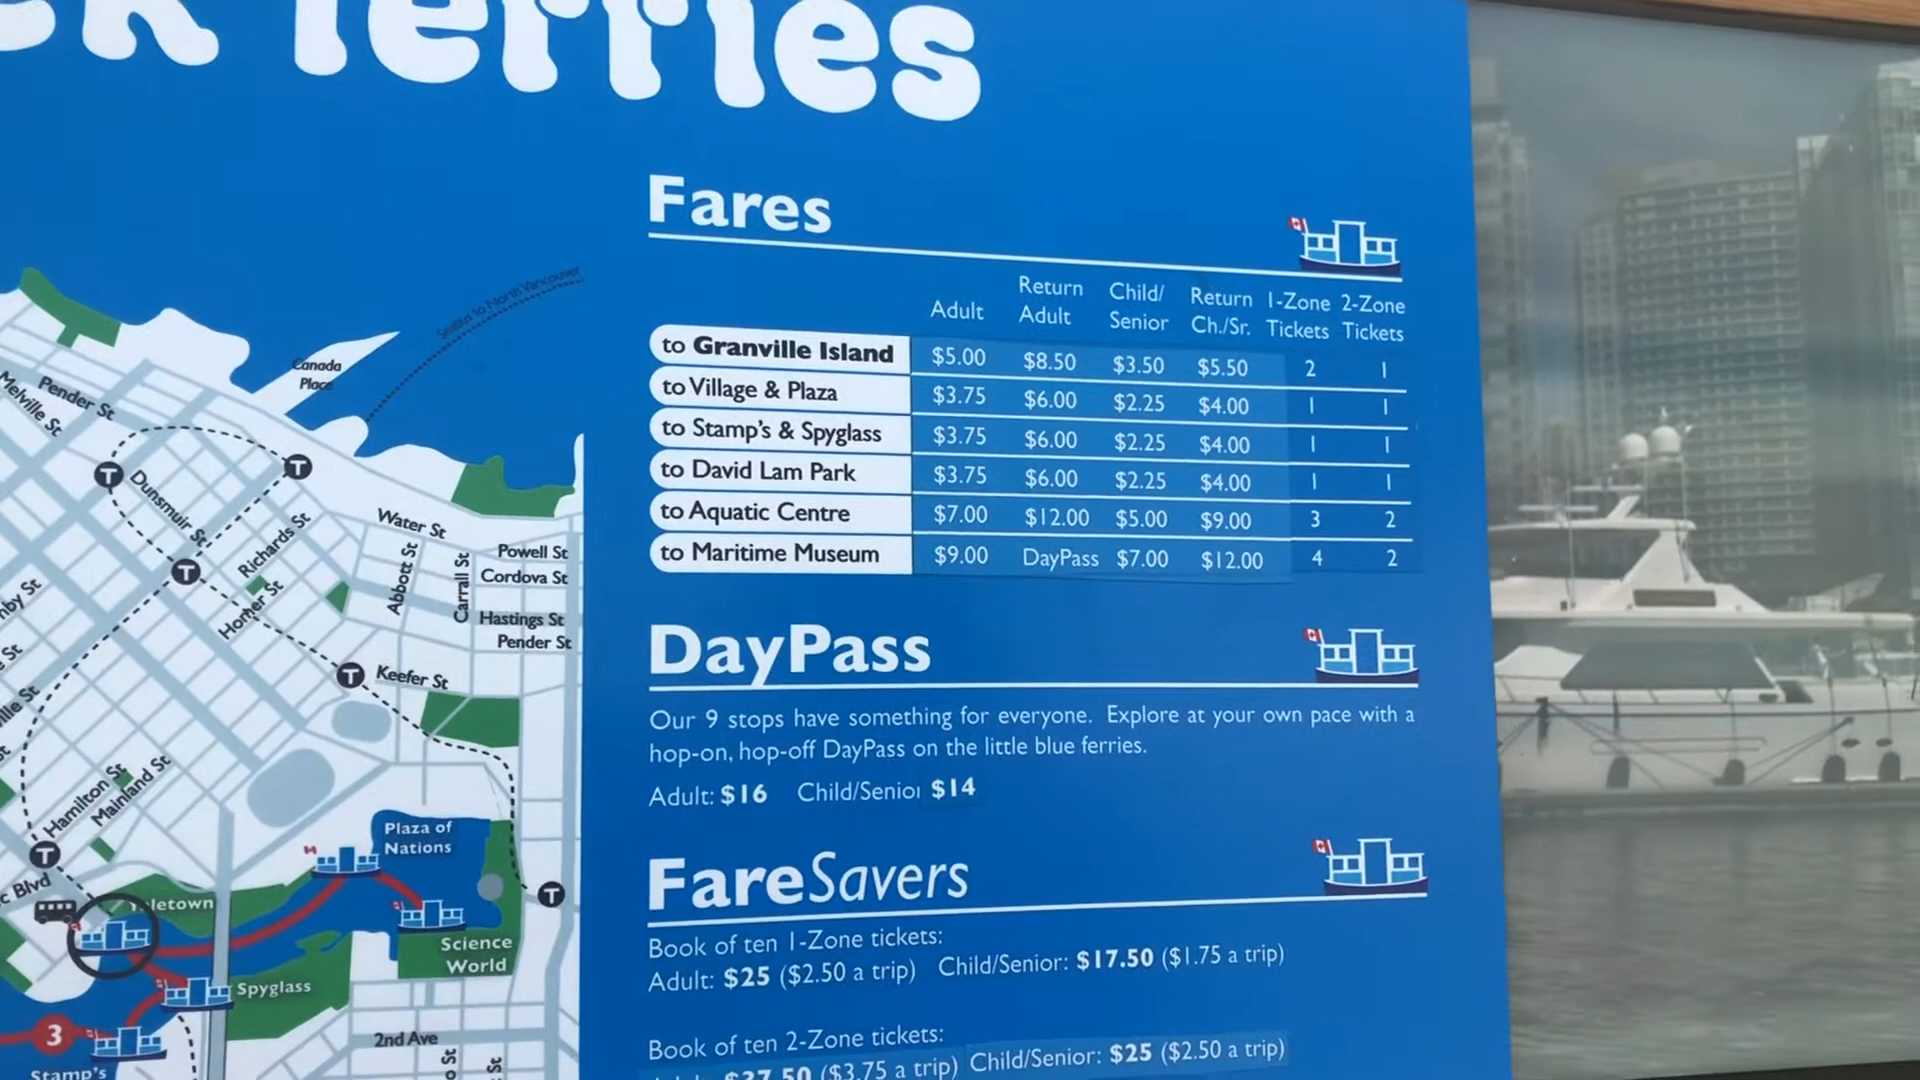 ferries
Fares
Adult
Return Adult
Child/ Senior
Return Ch./Sr.
1-Zone Tickets
2-Zone Tickets
to Granville Island $5.00 $8.50 $3.50 $5.50 2 1
to Village & Plaza $3.75 $6.00 $2.25 $4.00 1 1
to Stamp's & Spyglass $3.75 $6.00 $2.25 $4.00 1 1
to David Lam Park $3.75 $6.00 $2.25 $4.00 1 1
to Aquatic Centre $7.00 $12.00 $5.00 $9.00 3 2
to Maritime Museum $9.00 DayPass $7.00 $12.00 4 2
DayPass
Our 9 stops have something for everyone. Explore at your own pace with a
hop-on, hop-off DayPass on the little blue ferries.
Adult: $16 Child/Senior $14
FareSavers
Book of ten 1-Zone tickets:
Adult: $25 ($2.50 a trip) Child/Senior: $17.50 ($1.75 a trip)
Book of ten 2-Zone tickets:
$37.50 ($3.75 a trip) Child/Senior: $25 ($2.50 a trip)
Seabus to North Vancouver
Canada
Place
Pender St
Melville St
T
T
Dunsmuir St
Richards St
Water St
Powell St
Cordova St
Abbott St
Carrall St
T
Homer St
Hastings St
Pender St
St
T
Keefer St
Hamilton St
Mainland St
T
Plaza of
Nations
Blvd
letown
T
Science
World
Spyglass
3
2nd Ave
Stamp's
St
St